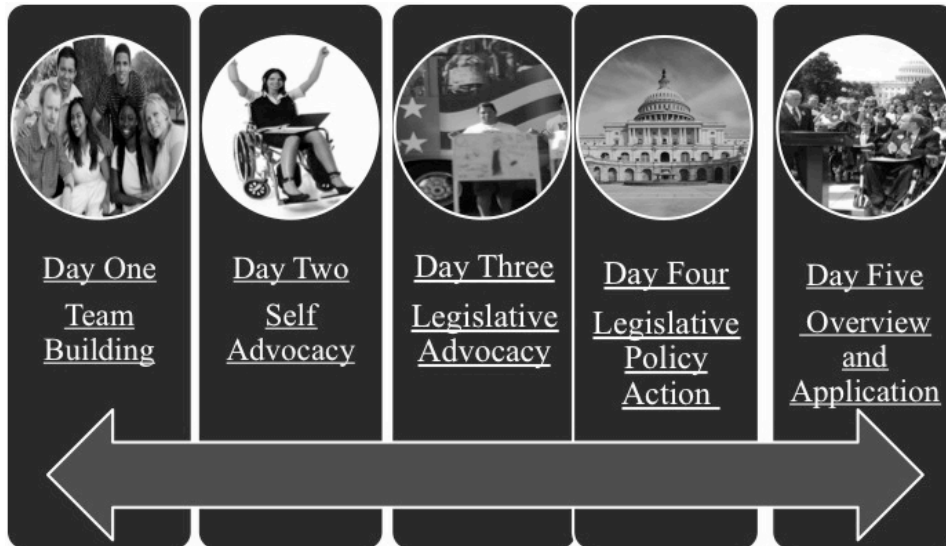 Day One
Team
Building
Day Two
Self
Advocacy
Day Three
Legislative
Advocacy
Day Four
Legislative
Policy
Action
Day Five
Overview
and
Application